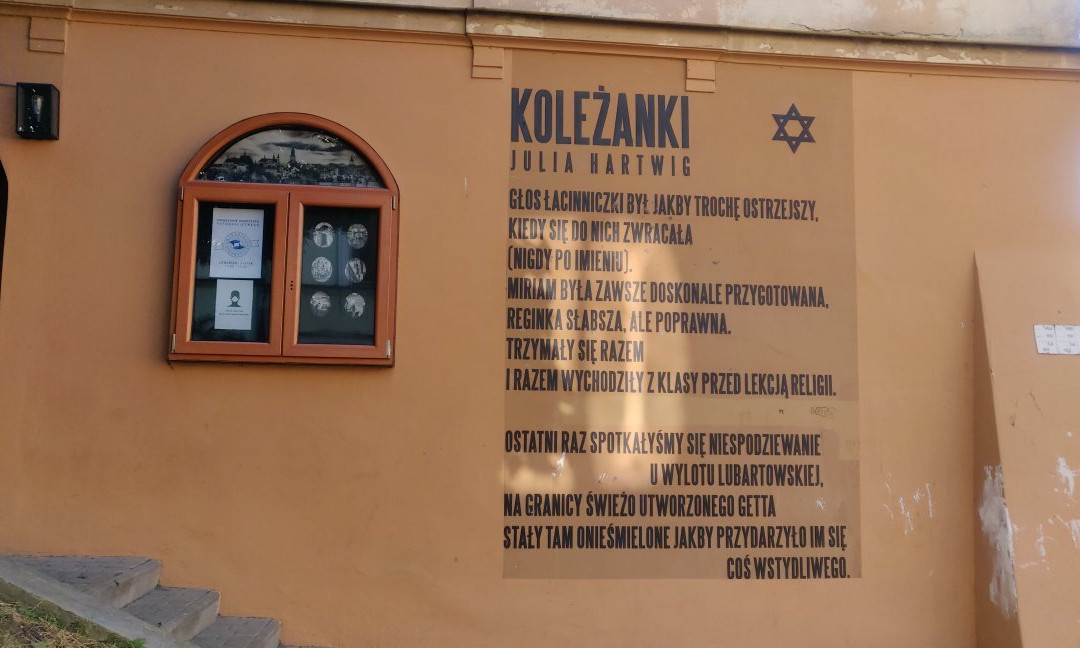 KOLEŻANKI
JULIA HARTWIG
GŁOS ŁACINNICZKI BYŁ JAKBY TROCHĘ OSTRZEJSZY,
KIEDY SIĘ DO NICH ZWRACAŁA
(NIGDY PO IMIENIU).
MIRIAM BYŁA ZAWSZE DOSKONALE PRZYGOTOWANA,
REGINKA SŁABSZA, ALE POPRAWNA.
TRZYMAŁY SIĘ RAZEM
I RAZEM WYCHODZIŁY Z KLASY PRZED LEKCJĄ RELIGII.
OSTATNI RAZ SPOTKAŁYŚMY SIĘ NIESPODZIEWANIE
U WYLOTU LUBARTOWSKIEJ,
NA GRANICY ŚWIEŻO UTWORZONEGO GETTA
STAŁY TAM ONIEŚMIELONE JAKBY PRZYDARZYŁO IM SIĘ
COŚ WSTYDLIWEGO.